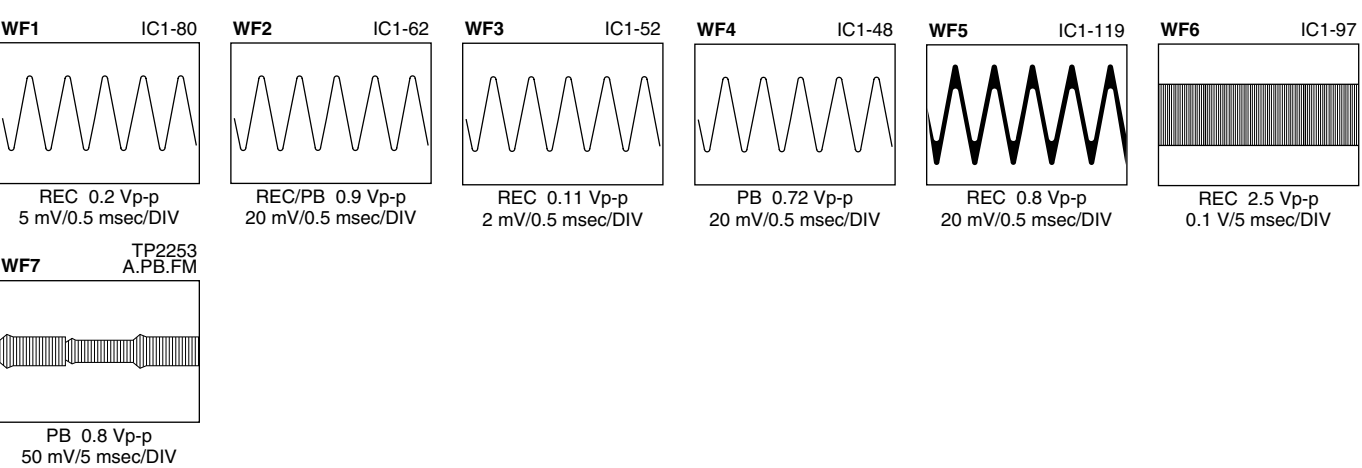 WF1 IC1-80
REC 0.2 Vp-p
5 mV/0.5 msec/DIV
WF2 IC1-62
REC/PB 0.9 Vp-p
20 mV/0.5 msec/DIV
WF3 IC1-52
REC 0.11 Vp-p
2 mV/0.5 msec/DIV
WF4 IC1-48
PB 0.72 Vp-p
20 mV/0.5 msec/DIV
WF5 IC1-119
REC 0.8 Vp-p
20 mV/0.5 msec/DIV
WF6 IC1-97
REC 2.5 Vp-p
0.1 V/5 msec/DIV
TP2253
WF7 A.PB.FM
PB 0.8 Vp-p
50 mV/5 msec/DIV